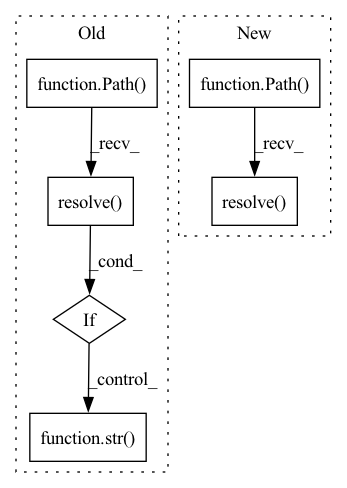 Old
New
function.Path()
function.Path()
_recv_
_recv_
resolve()
resolve()
_cond_
If
_control_
function.str()